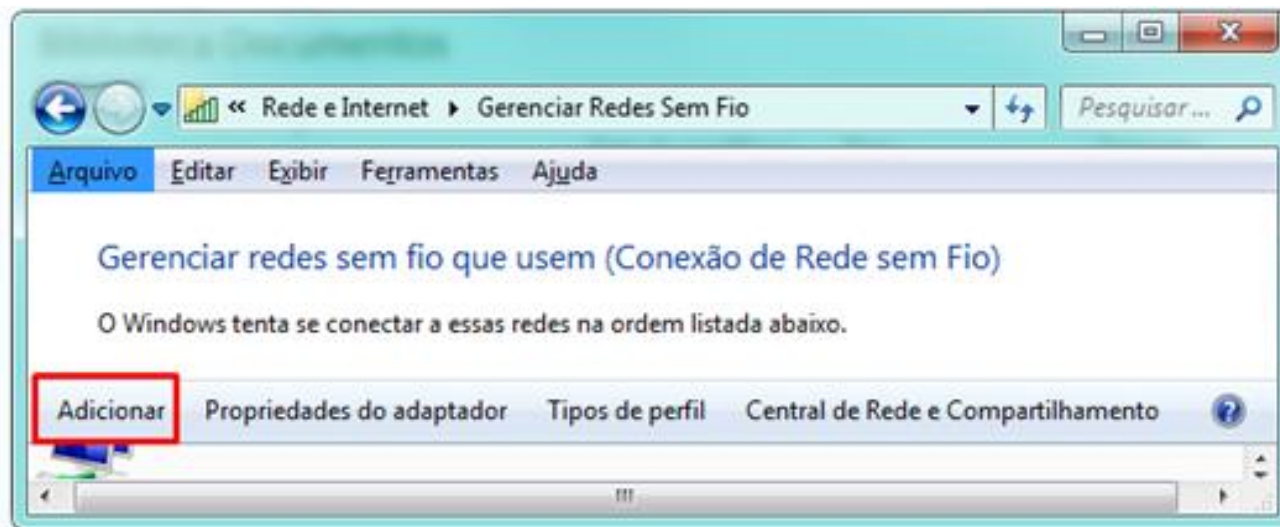 Biblioteca Documentos
« Rede e Internet ▸ Gerenciar Redes Sem Fio
Pesquisar ...
Arquivo Editar Exibir Ferramentas Ajuda
Gerenciar redes sem fio que usem (Conexão de Rede sem Fio)
O Windows tenta se conectar a essas redes na ordem listada abaixo.
Adicionar Propriedades do adaptador Tipos de perfil Central de Rede e Compartilhamento